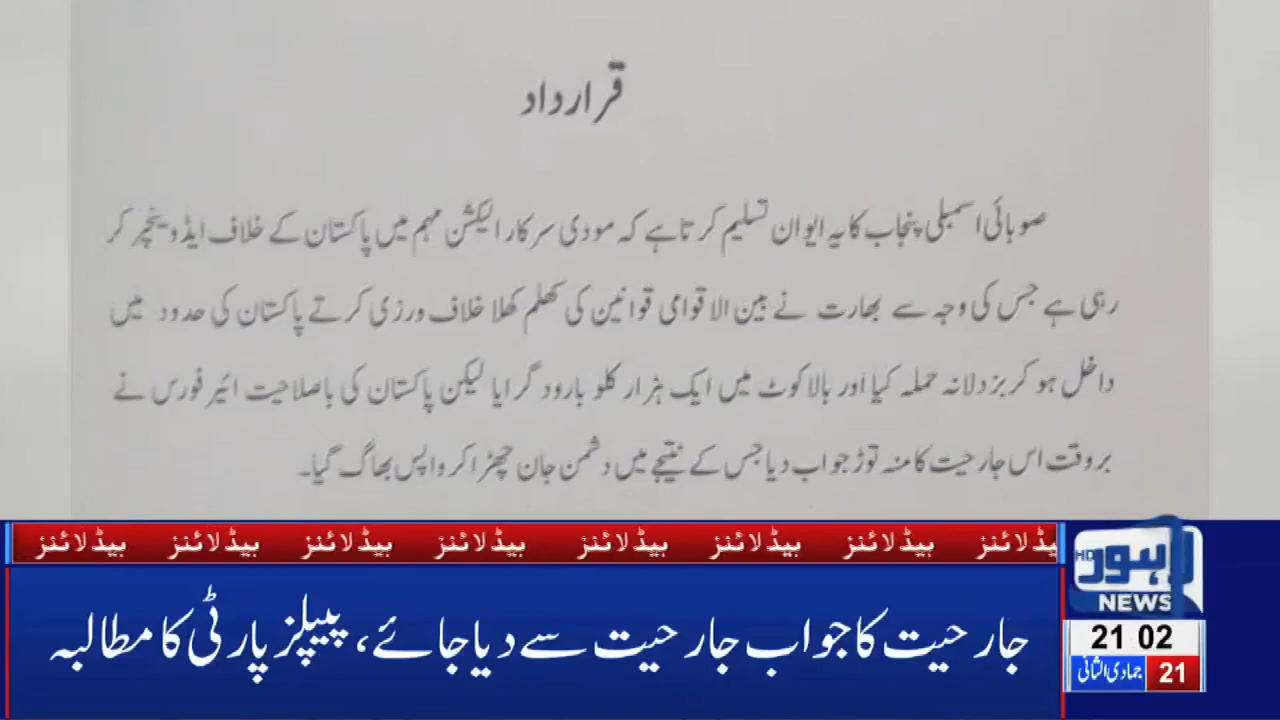 قرارداد
صوبائی اسمبلی پنجاب کا یہ ایوان تسلیم کرتا ہے کہ مودی سرکار الیکشن مہم میں پاکستان کے خلاف ایڈوینچر کر
رہی ہے جس کی وجہ سے بھارت نے بین الاقوامی قوانین کی کھلم کھلا خلاف ورزی کرتے پاکستان کی حدود میں
داخل ہو کر بزدلانہ حملہ کیا اور بالاکوٹ میں ایک ہزار کلو بارود گرایا لیکن پاکستان کی باصلاحیت ائیر فورس نے
بروقت اس جارحیت کا منہ توڑ جواب دیا جس کے نتیجے میں دشمن جان چھڑا کر واپس بھاگ گیا۔
ہیڈلائنز ہیڈلائنز ہیڈلائنز ہیڈلائنز ہیڈلائنز ہیڈلائنز ہیڈلائنز ہیڈلائنز
جارحیت کا جواب جارحیت سے دیا جائے، پیپلز پارٹی کا مطالبہ
لاہور HD
NEWS
21 02
21 جمادی الثانی